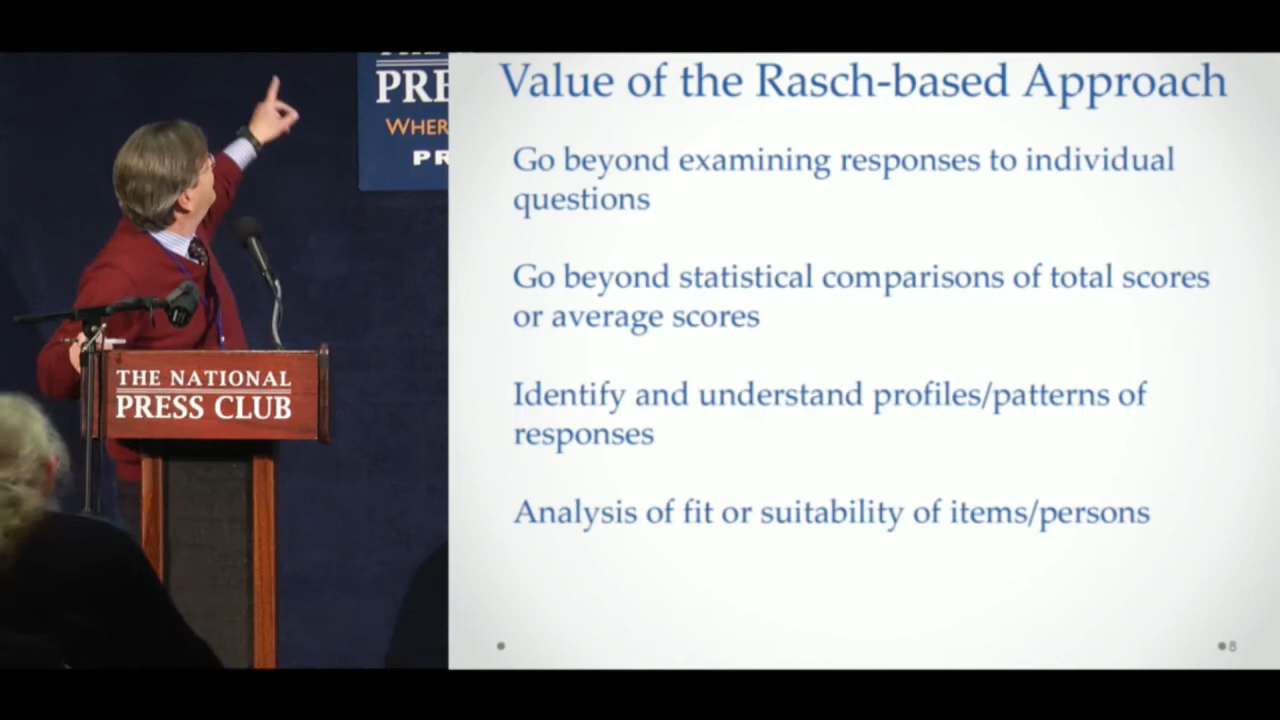 PRE
WHER
PR
THE NATIONAL
PRESS CLUB
Value of the Rasch-based Approach
Go beyond examining responses to individual
questions
Go beyond statistical comparisons of total scores
or average scores
Identify and understand profiles/patterns of
responses
Analysis of fit or suitability of items/persons
8